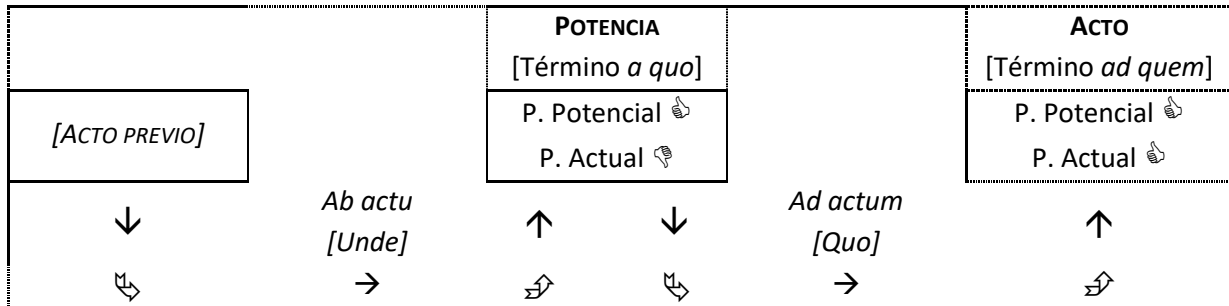 POTENCIA
[Término a quo]
ACTO
[Término ad quem]
[ACTO PREVIO]
P. Potencial 👍
P. Actual 👎
P. Potencial 👍
P. Actual 👍
Ab actu
[Unde]
Ad actum
[Quo]